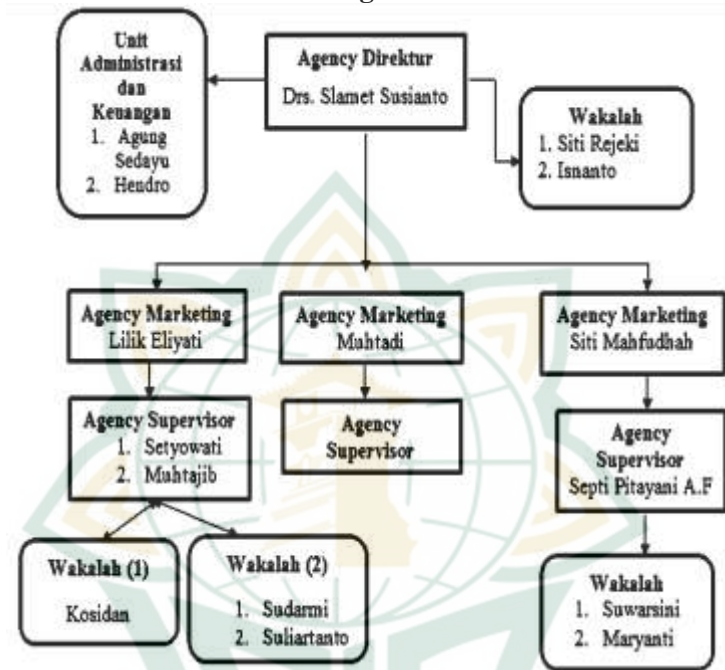 Unit
Administrasi
dan
Keuangan
1. Agung
Sedayu
2. Hendro
Agency Direktur
Drs. Slamet Susianto
Wakalah
1. Siti Rejeki
2. Isnanto
Agency Marketing
Lilik Eliyati
Agency Marketing
Muhtadi
Agency Marketing
Siti Mahfudhah
Agency Supervisor
1. Setyowati
2. Muhtajib
Agency
Supervisor
Agency
Supervisor
Septi Pitayani A.F
Wakalah (1)
Kosidan
Wakalah (2)
1. Sudarmi
2. Suliartanto
Wakalah
1. Suwarsini
2. Maryanti